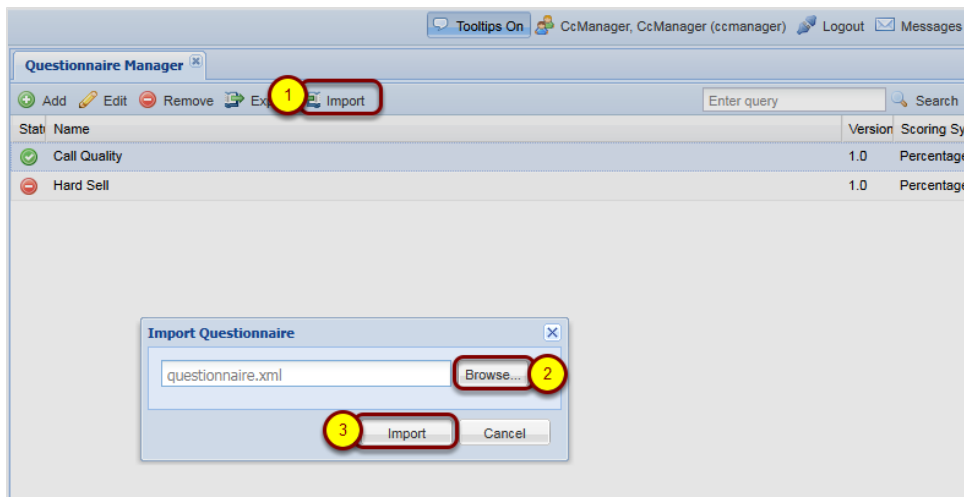 Tooltips On CcManager, CcManager (ccmanager) Logout Messages
Questionnaire Manager
Add Edit Remove Exp 1 Import Enter query Search
Stat Name Version Scoring Sy
Call Quality 1.0 Percentage
Hard Sell 1.0 Percentage
Import Questionnaire
questionnaire.xml Browse... 2
3 Import Cancel